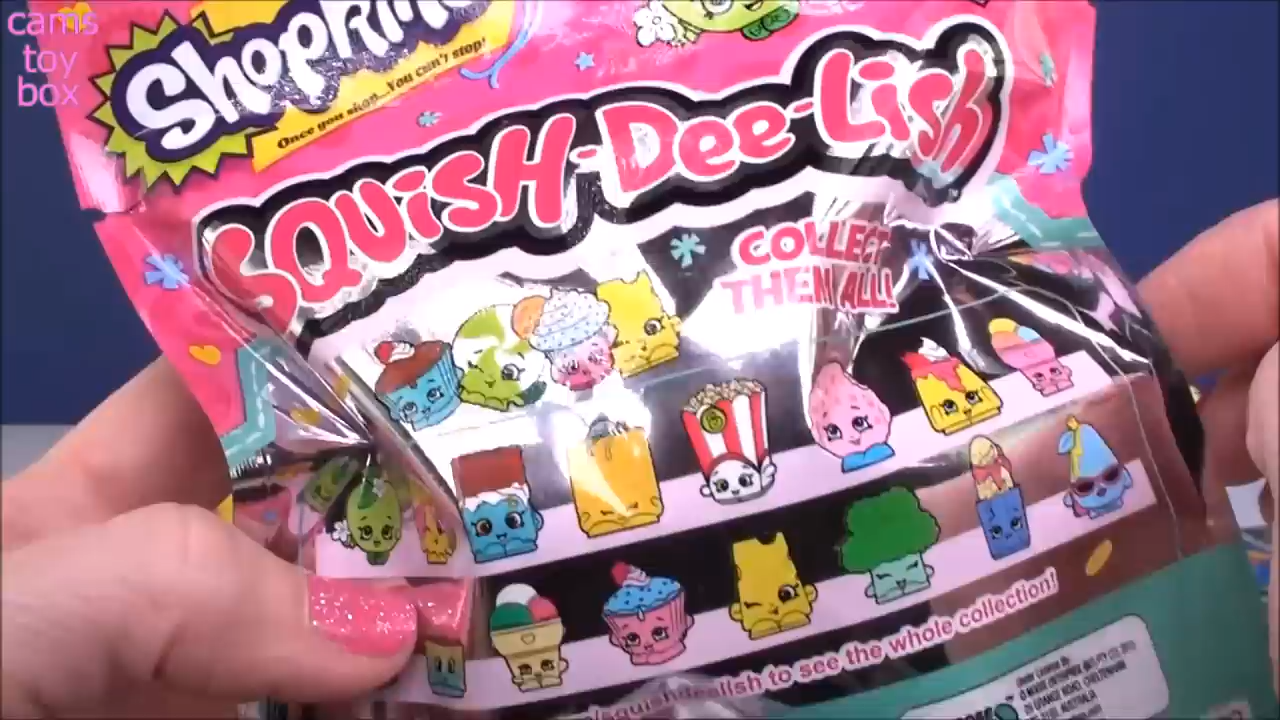 cams
toy
box
Shopkins
Once you shop...You can't stop!
SQUiSH-Dee-Lish
COLLECT
THEM ALL!
/squishdeelish to see the whole collection!